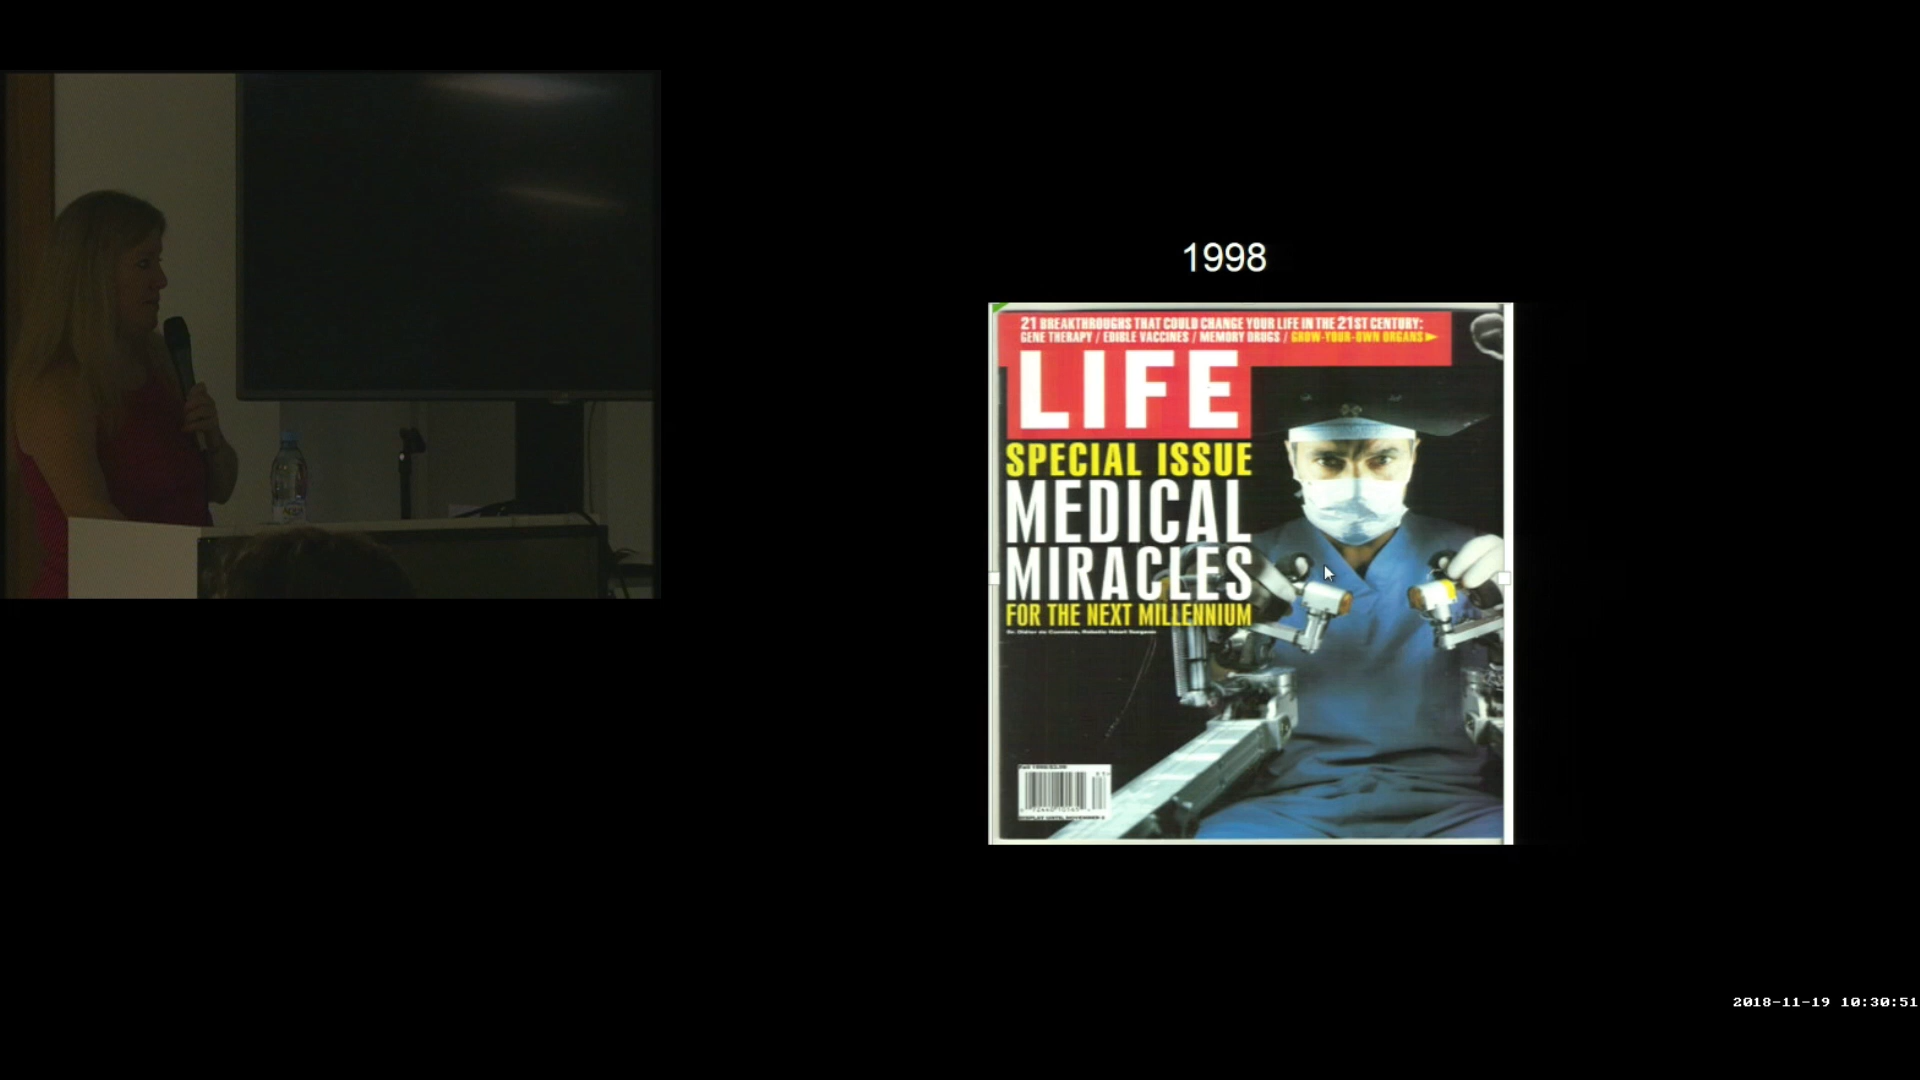 1998
21 BREAKTHROUGHS THAT COULD CHANGE YOUR LIFE IN THE 21ST CENTURY:
GENE THERAPY / EDIBLE VACCINES / MEMORY DRUGS / GROW-YOUR-OWN ORGANS
LIFE
SPECIAL ISSUE
MEDICAL
MIRACLES
FOR THE NEXT MILLENNIUM
2018-11-19 10:30:51